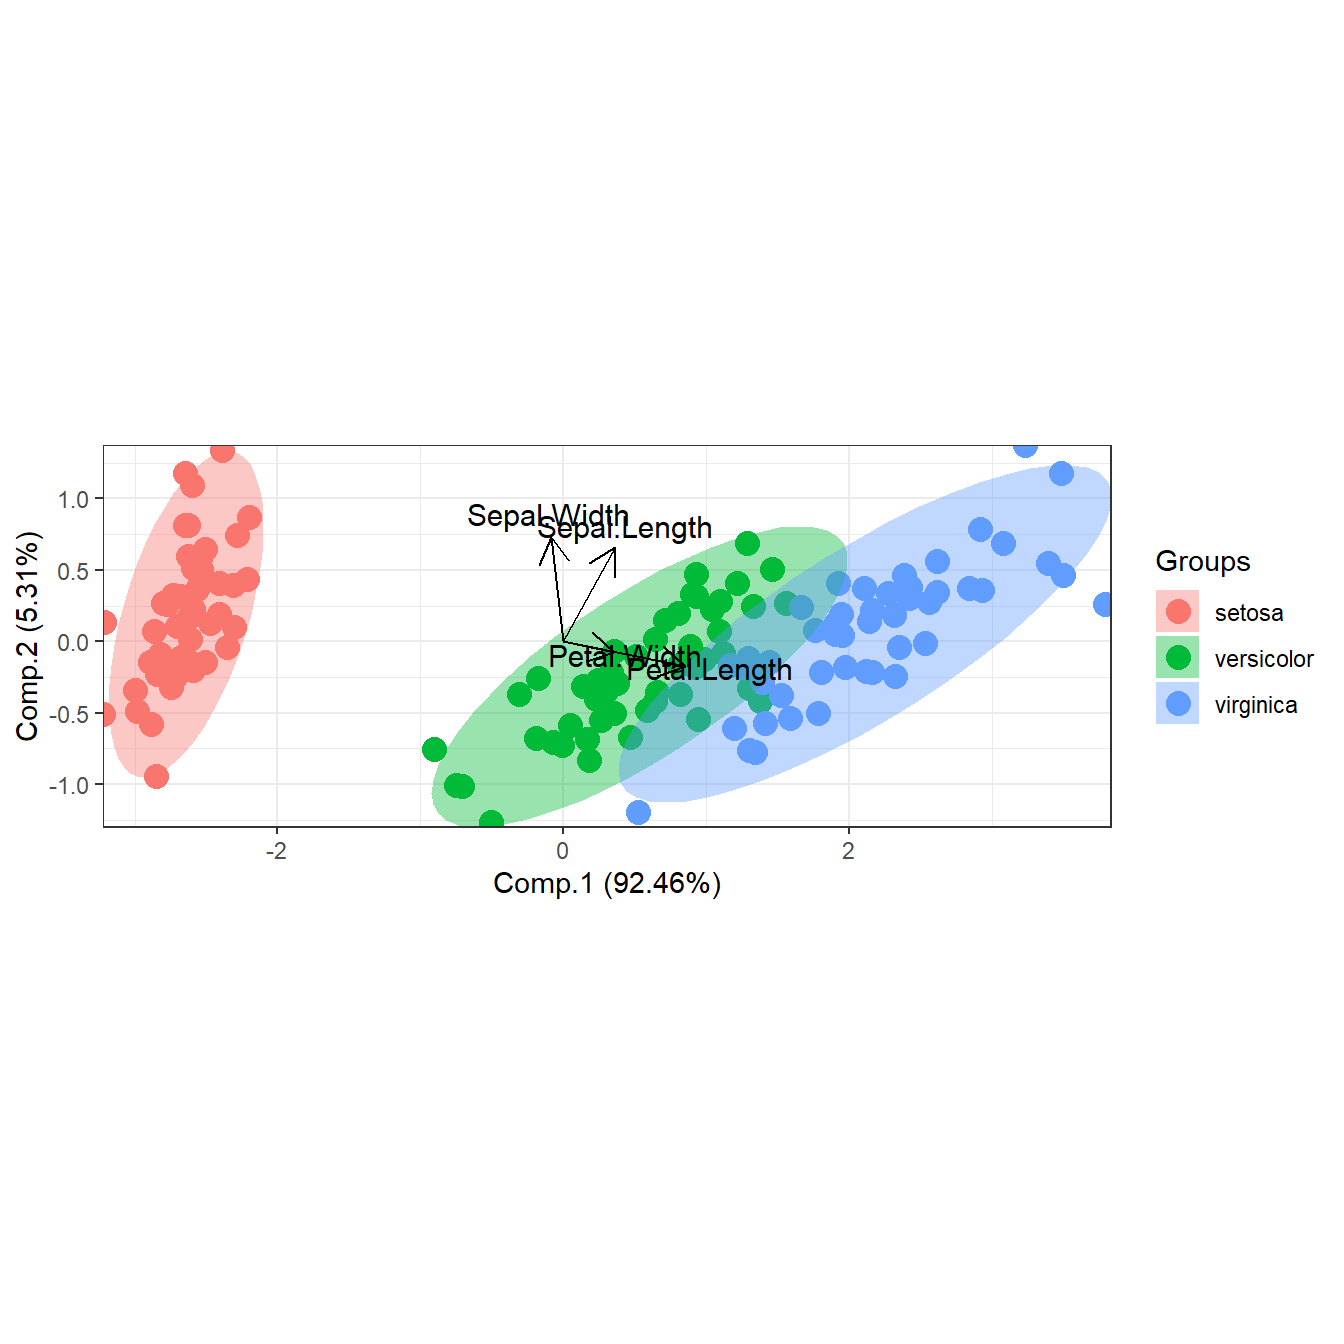 Sepal.Width
Sepal.Length
Petal.Width
Petal.Length
1.0
0.5
0.0
-0.5
-1.0
Comp.2 (5.31%)
-2
0
2
Comp.1 (92.46%)
Groups
setosa
versicolor
virginica